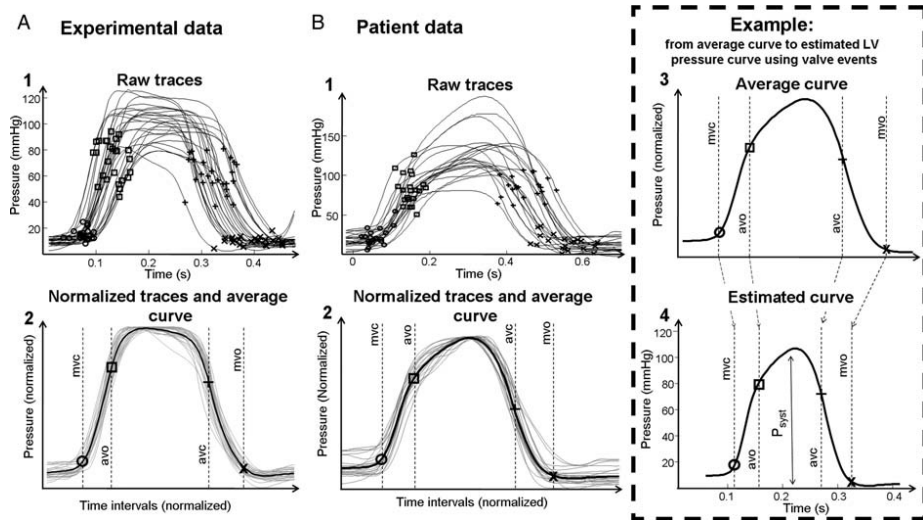 A
Experimental data
1
Raw traces
Pressure (mmHg)
120
100
80
60
40
20
0.1
0.2
0.3
0.4
Time (s)
Normalized traces and average
curve
2
Pressure (normalized)
mvc
avo
avc
mvo
Time intervals (normalized)
B
Patient data
1
Raw traces
Pressure (mmHg)
200
150
100
50
0
0.2
0.4
0.6
Time (s)
Normalized traces and average
curve
2
Pressure (Normalized)
mvc
avo
avc
mvo
Time intervals (normalized)
Example:
from average curve to estimated LV
pressure curve using valve events
3
Average curve
Pressure (normalized)
mvc
avo
avc
mvo
Estimated curve
4
Pressure (mmHg)
120
100
80
60
40
20
mvc
avo
Psyst
avc
mvo
0.1
0.2
0.3
0.4
Time (s)